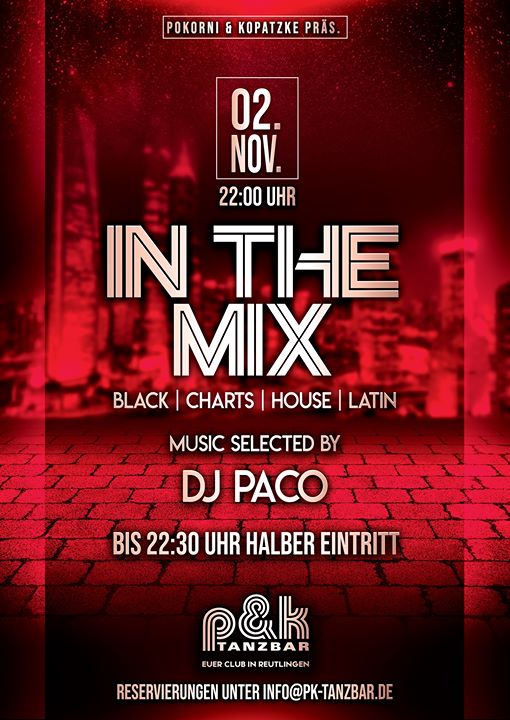 POKORNI & KOPATZKE PRÄS.
02.
NOV.
22:00 UHR
IN THE
MIX
BLACK | CHARTS | HOUSE | LATIN
MUSIC SELECTED BY
DJ PACO
BIS 22:30 UHR HALBER EINTRITT
p&k
TANZBAR
EUER CLUB IN REUTLINGEN
RESERVIERUNGEN UNTER INFO@PK-TANZBAR.DE